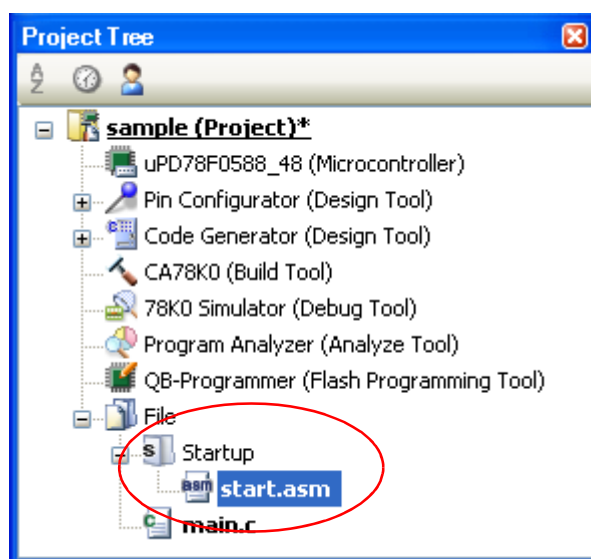 Project Tree
sample (Project)*
uPD78F0588_48 (Microcontroller)
Pin Configurator (Design Tool)
Code Generator (Design Tool)
CA78K0 (Build Tool)
78K0 Simulator (Debug Tool)
Program Analyzer (Analyze Tool)
QB-Programmer (Flash Programming Tool)
File
Startup
start.asm
main.c